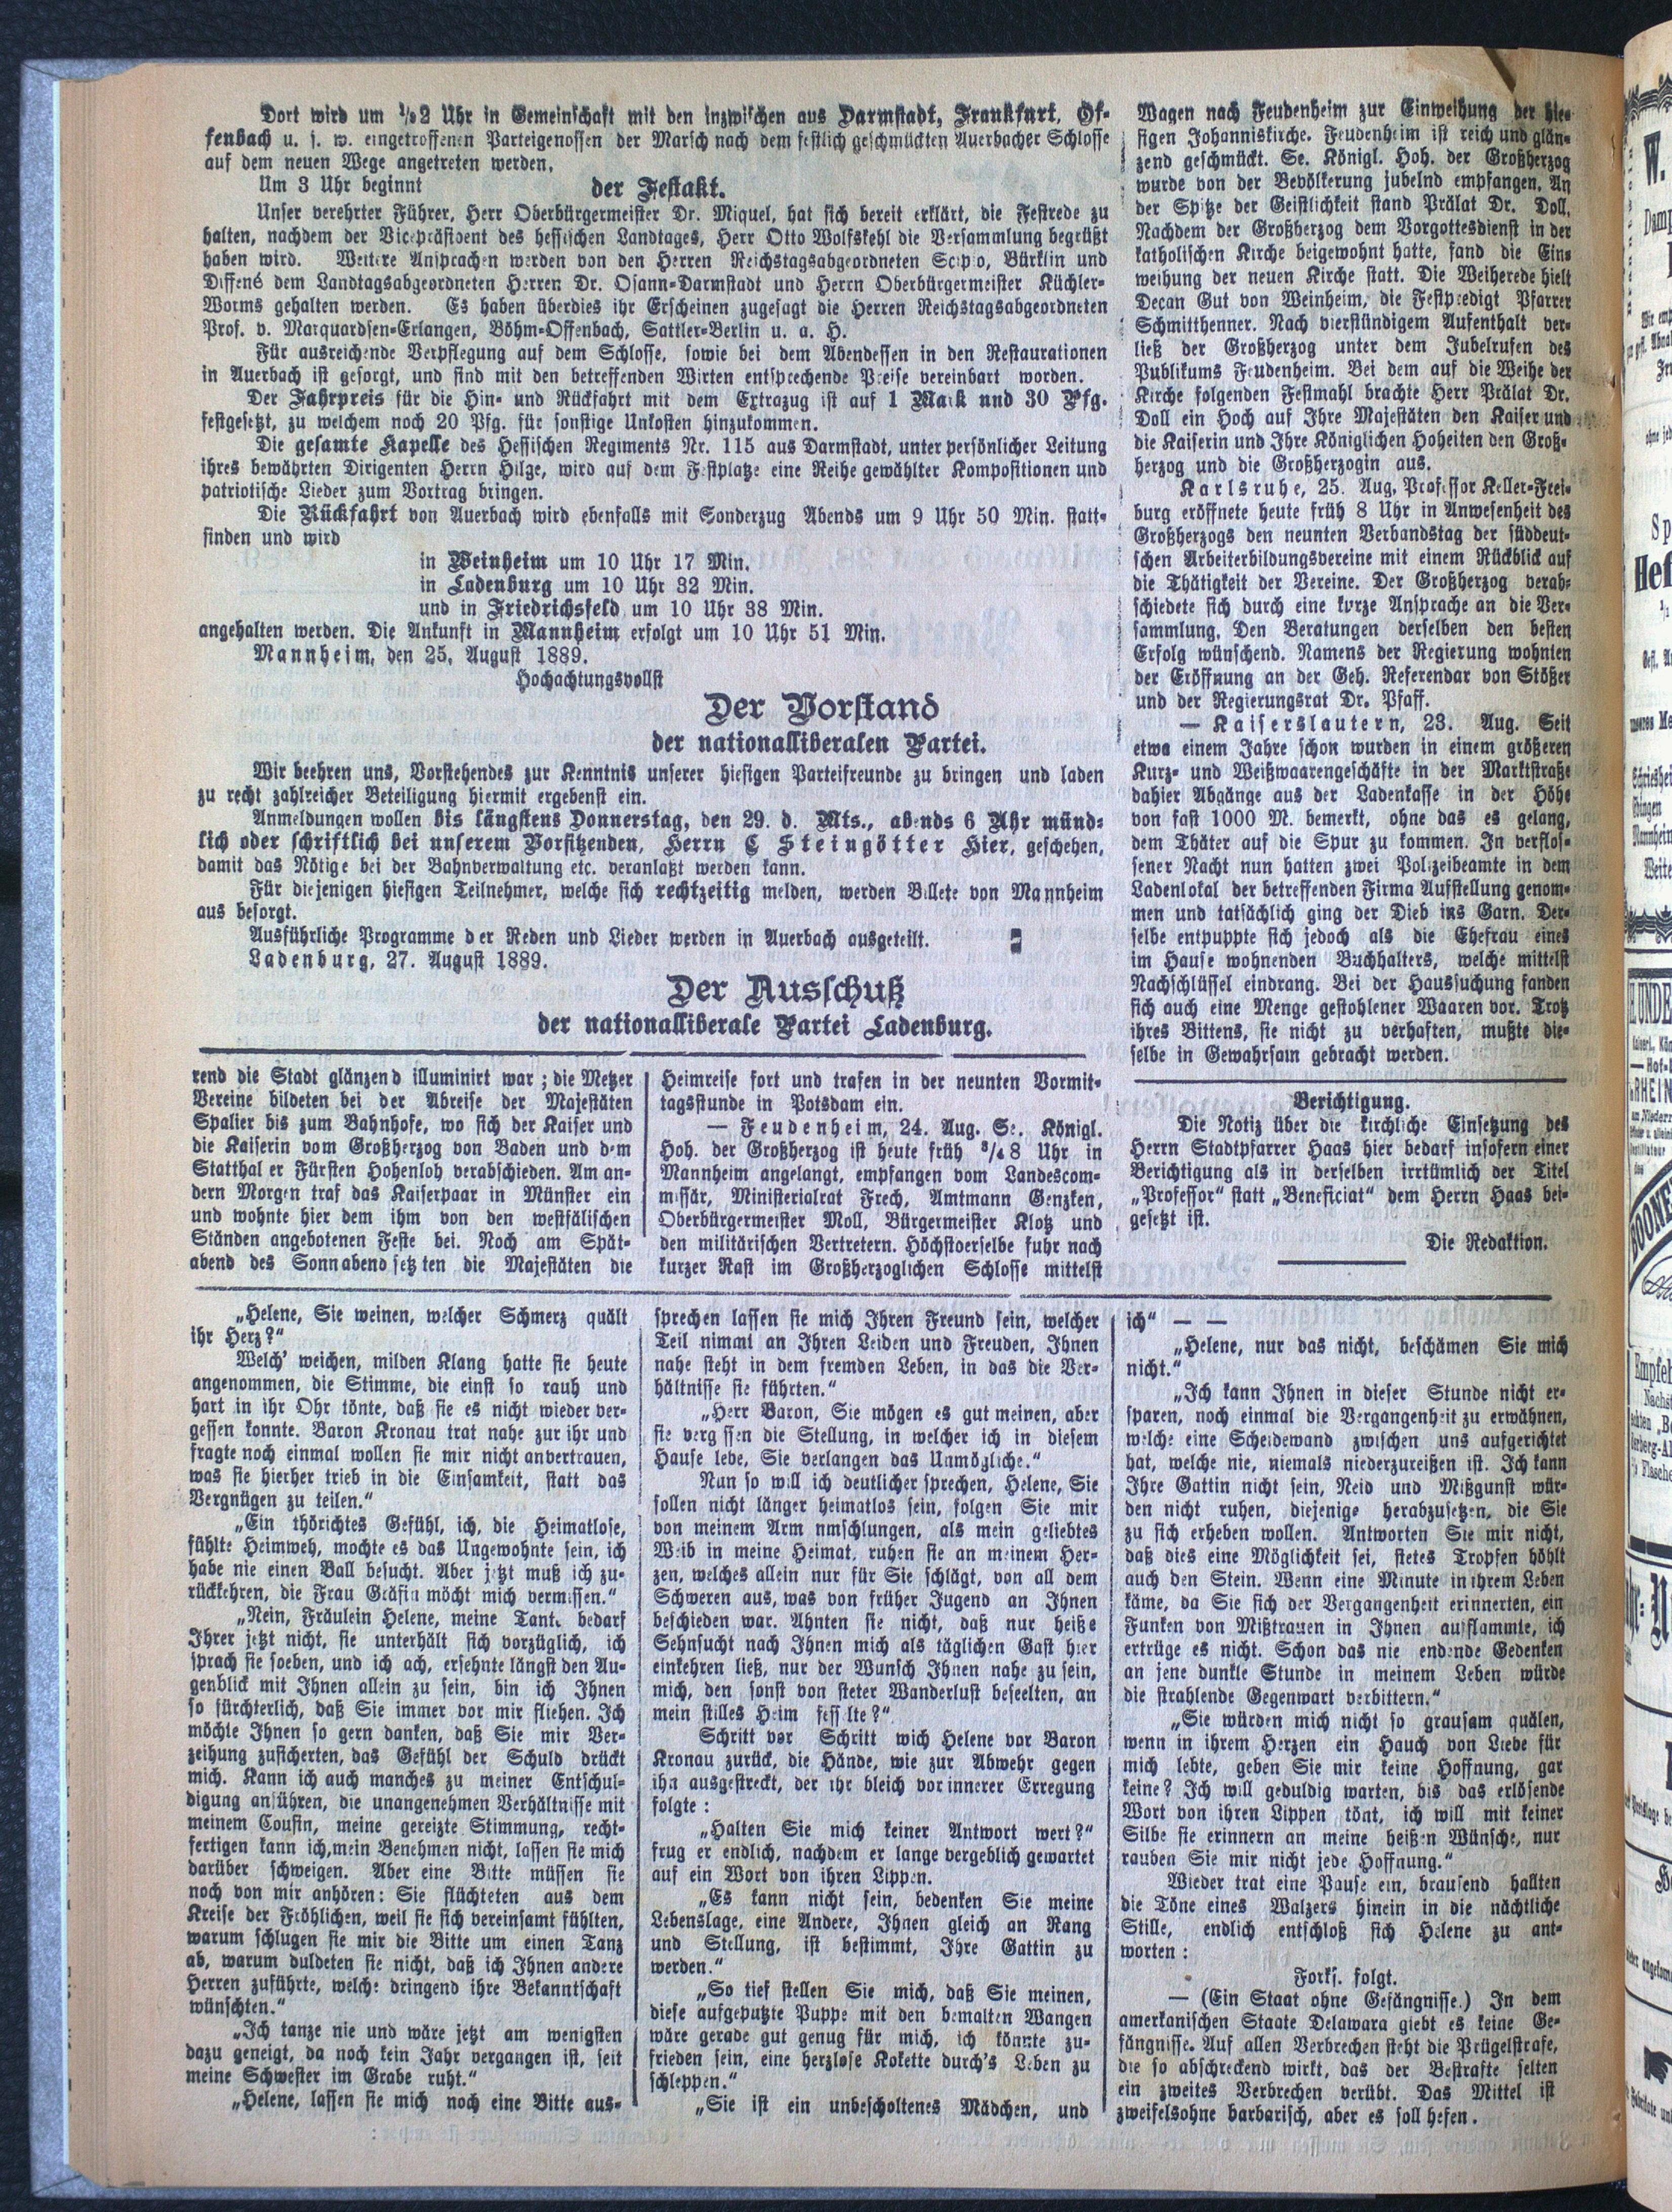 Dort wird um ½2 Uhr in Gemeinschaft mit den inzwischen aus Darmstadt, Frankfurt, Of-
fenbach u. s. w. eingetroffenen Parteigenossen der Marsch nach dem festlich geschmückten Auerbacher Schlosse
auf dem neuen Wege angetreten werden.
Um 3 Uhr beginnt der Festakt.
Unser verehrter Führer, Herr Oberbürgermeister Dr. Miquel, hat sich bereit erklärt, die Festrede zu
halten, nachdem der Vicepräsident des hessischen Landtages, Herr Otto Wolfskehl die Versammlung begrüßt
haben wird. Weitere Ansprachen werden von den Herren Reichstagsabgeordneten Scipio, Bürklin und
Diffené dem Landtagsabgeordneten Herren Dr. Osann-Darmstadt und Herrn Oberbürgermeister Küchler-
Worms gehalten werden. Es haben überdies ihr Erscheinen zugesagt die Herren Reichstagsabgeordneten
Prof. v. Marquardsen-Erlangen, Böhm-Offenbach, Sattler-Berlin u. a. H.
Für ausreichende Verpflegung auf dem Schlosse, sowie bei dem Abendessen in den Restaurationen
in Auerbach ist gesorgt, und sind mit den betreffenden Wirten entsprechende Preise vereinbart worden.
Der Fahrpreis für die Hin- und Rückfahrt mit dem Extrazug ist auf 1 Mark und 30 Pfg.
festgesetzt, zu welchem noch 20 Pfg. für sonstige Unkosten hinzukommen.
Die gesamte Kapelle des Hessischen Regiments Nr. 115 aus Darmstadt, unter persönlicher Leitung
ihres bewährten Dirigenten Herrn Hilge, wird auf dem Festplatze eine Reihe gewählter Kompositionen und
patriotische Lieder zum Vortrag bringen.
Die Rückfahrt von Auerbach wird ebenfalls mit Sonderzug Abends um 9 Uhr 50 Min. statt-
finden und wird
in Weinheim um 10 Uhr 17 Min.
in Ladenburg um 10 Uhr 32 Min.
und in Friedrichsfeld um 10 Uhr 38 Min.
angehalten werden. Die Ankunft in Mannheim erfolgt um 10 Uhr 51 Min.
Mannheim, den 25. August 1889.
Hochachtungsvollst
Der Vorstand
der nationalliberalen Partei.
Wir beehren uns, Vorstehendes zur Kenntnis unserer hiesigen Parteifreunde zu bringen und laden
zu recht zahlreicher Beteiligung hiermit ergebenst ein.
Anmeldungen wollen bis längstens Donnerstag, den 29. d. Mts., abends 6 Uhr münd-
lich oder schriftlich bei unserem Vorsitzenden, Herrn C Steingötter Hier, geschehen,
damit das Nötige bei der Bahnverwaltung etc. veranlaßt werden kann.
Für diejenigen hiesigen Teilnehmer, welche sich rechtzeitig melden, werden Billete von Mannheim
aus besorgt.
Ausführliche Programme der Reden und Lieder werden in Auerbach ausgeteilt.
Ladenburg, 27. August 1889.
Der Ausschuß
der nationalliberale Partei Ladenburg.
rend die Stadt glänzend illuminirt war; die Metzer
Vereine bildeten bei der Abreise der Majestäten
Spalier bis zum Bahnhofe, wo sich der Kaiser und
die Kaiserin vom Großherzog von Baden und dem
Statthal er Fürsten Hohenloh verabschieden. Am an-
dern Morgen traf das Kaiserpaar in Münster ein
und wohnte hier dem ihm von den westfälischen
Ständen angebotenen Feste bei. Noch am Spät-
abend des Sonnabend setzten die Majestäten die
Heimreise fort und trafen in der neunten Vormit-
tagsstunde in Potsdam ein.
— Feudenheim, 24. Aug. Se. Königl.
Hoh. der Großherzog ist heute früh ¾8 Uhr in
Mannheim angelangt, empfangen vom Landescom-
missär, Ministerialrat Frech, Amtmann Genzken,
Oberbürgermeister Moll, Bürgermeister Klotz und
den militärischen Vertretern. Höchstderselbe fuhr nach
kurzer Rast im Großherzoglichen Schlosse mittelst
Wagen nach Feudenheim zur Einweihung der hie-
sigen Johanniskirche. Feudenheim ist reich und glän-
zend geschmückt. Se. Königl. Hoh. der Großherzog
wurde von der Bevölkerung jubelnd empfangen. An
der Spitze der Geistlichkeit stand Prälat Dr. Doll.
Nachdem der Großherzog dem Vorgottesdienst in der
katholischen Kirche beigewohnt hatte, fand die Ein-
weihung der neuen Kirche statt. Die Weiherede hielt
Decan Gut von Weinheim, die Festpredigt Pfarrer
Schmitthenner. Nach vierstündigem Aufenthalt ver-
ließ der Großherzog unter dem Jubelrufen des
Publikums Feudenheim. Bei dem auf die Weihe der
Kirche folgenden Festmahl brachte Herr Prälat Dr.
Doll ein Hoch auf Ihre Majestäten den Kaiser und
die Kaiserin und Ihre Königlichen Hoheiten den Groß-
herzog und die Großherzogin aus.
Karlsruhe, 25. Aug. Professor Keller-Frei-
burg eröffnete heute früh 8 Uhr in Anwesenheit des
Großherzogs den neunten Verbandstag der süddeut-
schen Arbeiterbildungsvereine mit einem Rückblick auf
die Thätigkeit der Vereine. Der Großherzog verab-
schiedete sich durch eine kurze Ansprache an die Ver-
sammlung. Den Beratungen derselben den besten
Erfolg wünschend. Namens der Regierung wohnten
der Eröffnung an der Geh. Referendar von Stößer
und der Regierungsrat Dr. Pfaff.
— Kaiserslautern, 23. Aug. Seit
etwa einem Jahre schon wurden in einem größeren
Kurz- und Weißwaarengeschäfte in der Marktstraße
dahier Abgänge aus der Ladenkasse in der Höhe
von fast 1000 M. bemerkt, ohne das es gelang,
dem Thäter auf die Spur zu kommen. In verflos-
sener Nacht nun hatten zwei Polizeibeamte in dem
Ladenlokal der betreffenden Firma Aufstellung genom-
men und tatsächlich ging der Dieb ins Garn. Der-
selbe entpuppte sich jedoch als die Ehefrau eines
im Hause wohnenden Buchhalters, welche mittelst
Nachschlüssel eindrang. Bei der Haussuchung fanden
sich auch eine Menge gestohlener Waaren vor. Trotz
ihres Bittens, sie nicht zu verhaften, mußte die-
selbe in Gewahrsam gebracht werden.
Berichtigung.
Die Notiz über die kirchliche Einsetzung des
Herrn Stadtpfarrer Haas hier bedarf insofern einer
Berichtigung als in derselben irrtümlich der Titel
„Professor“ statt „Beneficiat“ dem Herrn Haas bei-
gesetzt ist.
Die Redaktion.
„Helene, Sie weinen, welcher Schmerz quält
ihr Herz?“
Welch' weichen, milden Klang hatte sie heute
angenommen, die Stimme, die einst so rauh und
hart in ihr Ohr tönte, daß sie es nicht wieder ver-
gessen konnte. Baron Kronau trat nahe zur ihr und
fragte noch einmal wollen sie mir nicht anvertrauen,
was sie hierher trieb in die Einsamkeit, statt das
Vergnügen zu teilen.“
„Ein thörichtes Gefühl, ich, die Heimatlose,
fühlte Heimweh, mochte es das Ungewohnte sein, ich
habe nie einen Ball besucht. Aber jetzt muß ich zu-
rückkehren, die Frau Gräfin möcht mich vermissen.“
„Nein, Fräulein Helene, meine Tante bedarf
Ihrer jetzt nicht, sie unterhält sich vorzüglich, ich
sprach sie soeben, und ich ach, ersehnte längst den Au-
genblick mit Ihnen allein zu sein, bin ich Ihnen
so fürchterlich, daß Sie immer vor mir fliehen. Ich
möchte Ihnen so gern danken, daß Sie mir Ver-
zeihung zusicherten, das Gefühl der Schuld drückt
mich. Kann ich auch manches zu meiner Entschul-
digung anführen, die unangenehmen Verhältnisse mit
meinem Cousin, meine gereizte Stimmung, recht-
fertigen kann ich,mein Benehmen nicht, lassen sie mich
darüber schweigen. Aber eine Bitte müssen sie
noch von mir anhören: Sie flüchteten aus dem
Kreise der Fröhlichen, weil sie sich vereinsamt fühlten,
warum schlugen sie mir die Bitte um einen Tanz
ab, warum duldeten sie nicht, daß ich Ihnen andere
Herren zuführte, welche dringend ihre Bekanntschaft
wünschten.“
„Ich tanze nie und wäre jetzt am wenigsten
dazu geneigt, da noch kein Jahr vergangen ist, seit
meine Schwester im Grabe ruht.“
„Helene, lassen sie mich noch eine Bitte aus-
sprechen lassen sie mich Ihren Freund sein, welcher
Teil nimmt an Ihren Leiden und Freuden, Ihnen
nahe steht in dem fremden Leben, in das die Ver-
hältnisse sie führten.“
„Herr Baron, Sie mögen es gut meinen, aber
sie verg ssen die Stellung, in welcher ich in diesem
Hause lebe, Sie verlangen das Unmögliche.“
Nun so will ich deutlicher sprechen, Helene, Sie
sollen nicht länger heimatlos sein, folgen Sie mir
von meinem Arm nmschlungen, als mein geliebtes
Weib in meine Heimat, ruhen sie an meinem Her-
zen, welches allein nur für Sie schlägt, von all dem
Schweren aus, was von früher Jugend an Ihnen
beschieden war. Ahnten sie nicht, daß nur heiße
Sehnsucht nach Ihnen mich als täglichen Gast hier
einkehren ließ, nur der Wunsch Ihnen nahe zu sein,
mich, den sonst von steter Wanderlust beseelten, an
mein stilles Heim fess lte?“
Schritt vor Schritt wich Helene vor Baron
Kronau zurück, die Hände, wie zur Abwehr gegen
ihn ausgestreckt, der ihr bleich vor innerer Erregung
folgte:
„Halten Sie mich keiner Antwort wert?“
frug er endlich, nachdem er lange vergeblich gewartet
auf ein Wort von ihren Lippen.
„Es kann nicht sein, bedenken Sie meine
Lebenslage, eine Andere, Ihnen gleich an Rang
und Stellung, ist bestimmt, Ihre Gattin zu
werden.“
„So tief stellen Sie mich, daß Sie meinen,
diese aufgeputzte Puppe mit den bemalten Wangen
wäre gerade gut genug für mich, ich könnte zu-
frieden sein, eine herzlose Kokette durch's Leben zu
schleppen.“
„Sie ist ein unbescholtenes Mädchen, und
ich“ — —
„Helene, nur das nicht, beschämen Sie mich
nicht.“
„Ich kann Ihnen in dieser Stunde nicht er-
sparen, noch einmal die Vergangenheit zu erwähnen,
welche eine Scheidewand zwischen uns aufgerichtet
hat, welche nie, niemals niederzureißen ist. Ich kann
Ihre Gattin nicht sein, Neid und Mißgunst wür-
den nicht ruhen, diejenige herabzusetzen, die Sie
zu sich erheben wollen. Antworten Sie mir nicht,
daß dies eine Möglichkeit sei, stetes Tropfen höhlt
auch den Stein. Wenn eine Minute in ihrem Leben
käme, da Sie sich der Vergangenheit erinnerten, ein
Funken von Mißtrauen in Ihnen aufflammte, ich
ertrüge es nicht. Schon das nie endende Gedenken
an jene dunkle Stunde in meinem Leben würde
die strahlende Gegenwart verbittern.“
„Sie würden mich nicht so grausam quälen,
wenn in ihrem Herzen ein Hauch von Liebe für
mich lebte, geben Sie mir keine Hoffnung, gar
keine? Ich will geduldig warten, bis das erlösende
Wort von ihren Lippen tönt, ich will mit keiner
Silbe sie erinnern an meine heißen Wünsche, nur
rauben Sie mir nicht jede Hoffnung.“
Wieder trat eine Pause ein, brausend hallten
die Töne eines Walzers hinein in die nächtliche
Stille, endlich entschloß sich Helene zu ant-
worten:
Forts. folgt.
— (Ein Staat ohne Gefängnisse.) In dem
amerkanischen Staate Delawara giebt es keine Ge-
fängnisse. Auf allen Verbrechen steht die Prügelstrafe,
die so abschreckend wirkt, das der Bestrafte selten
ein zweites Verbrechen verübt. Das Mittel ist
zweifelsohne barbarisch, aber es soll hefen.